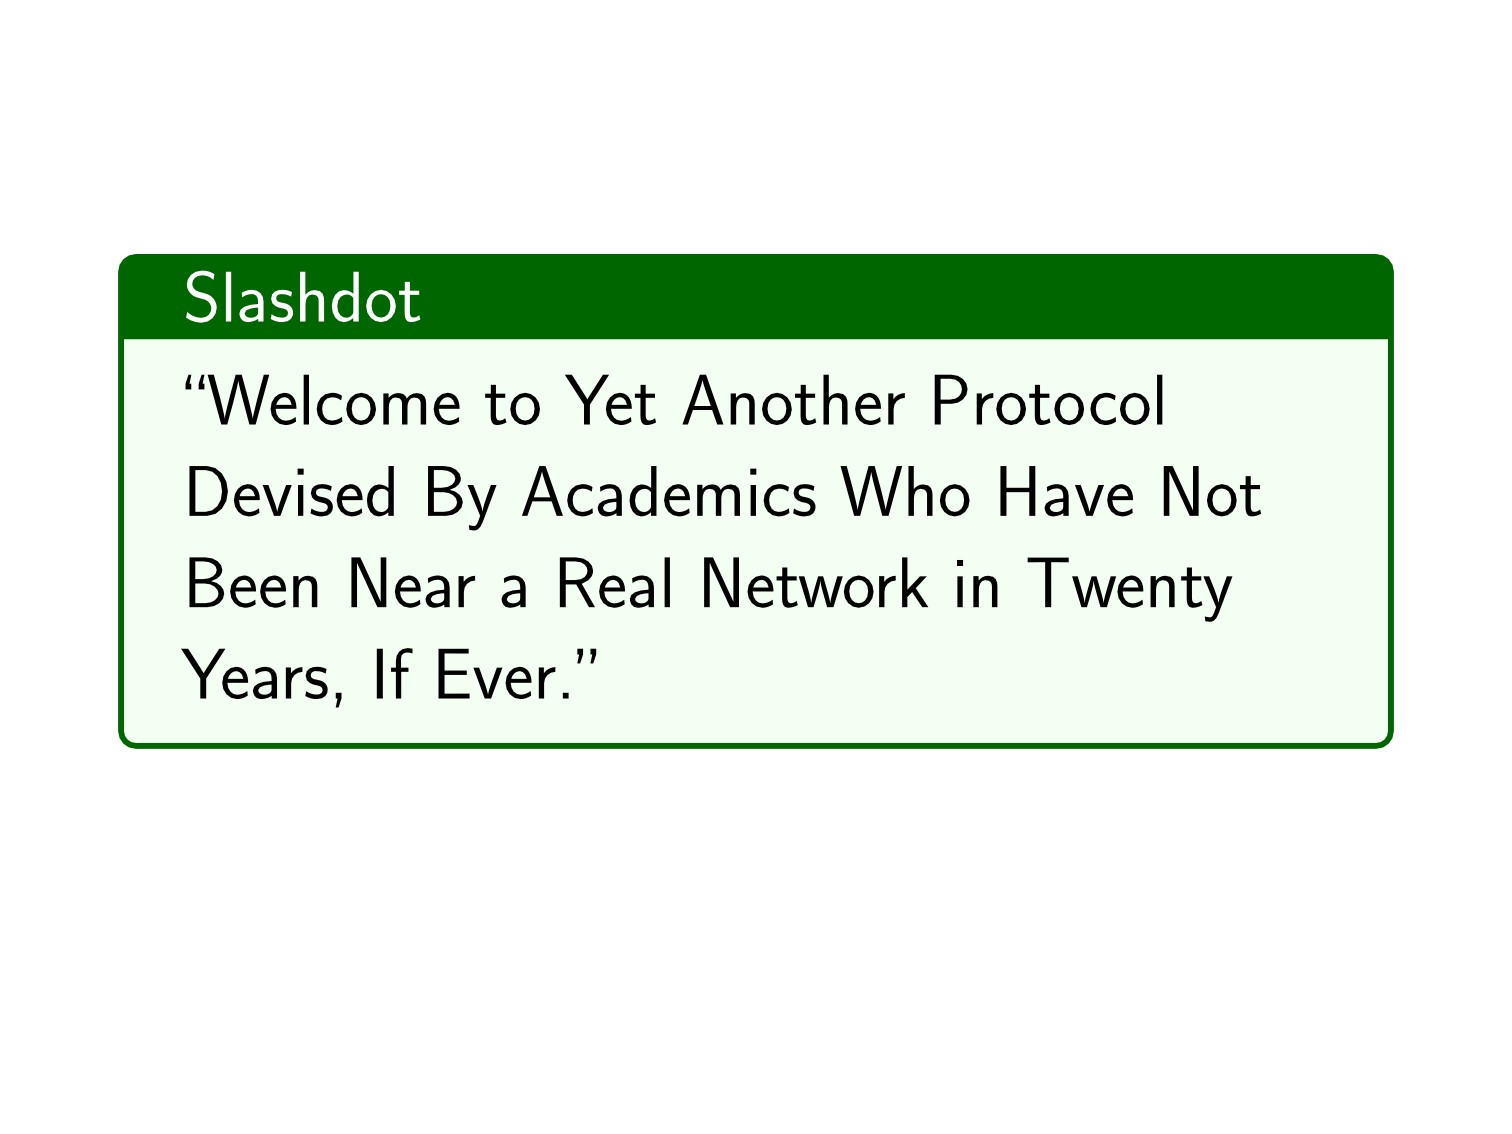 Slashdot
“Welcome to Yet Another Protocol
Devised By Academics Who Have Not
Been Near a Real Network in Twenty
Years, If Ever.”